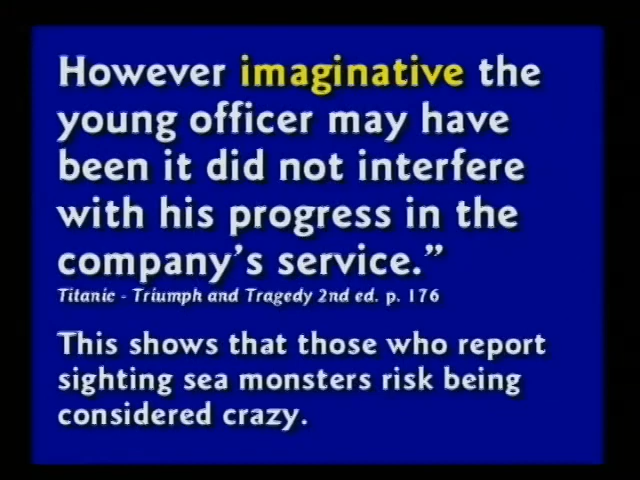 However imaginative the
young officer may have
been it did not interfere
with his progress in the
company's service.”
Titanic - Triumph and Tragedy 2nd ed. p. 176
This shows that those who report
sighting sea monsters risk being
considered crazy.